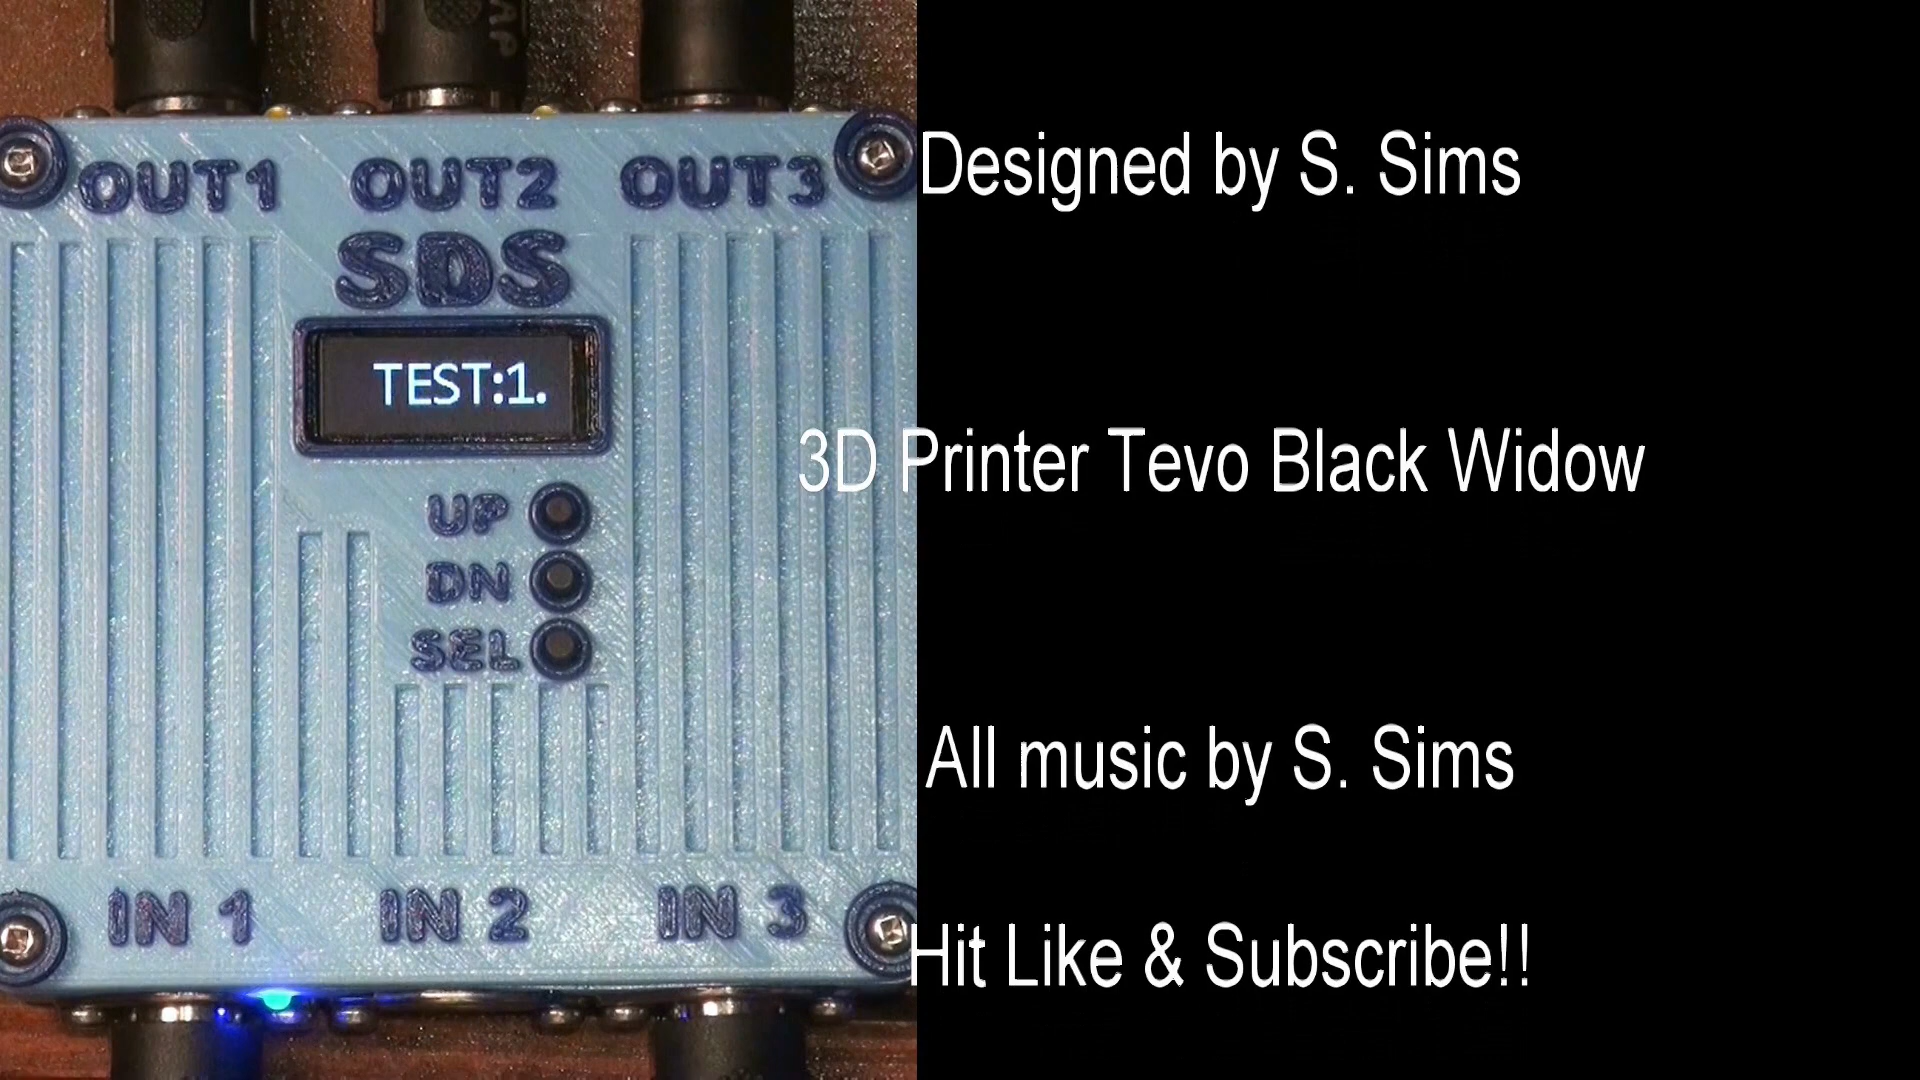 OUT1 OUT2 OUT3
SDS
TEST:1.
UP
DN
SEL
IN 1 IN 2 IN 3
Designed by S. Sims
3D Printer Tevo Black Widow
All music by S. Sims
Hit Like & Subscribe!!